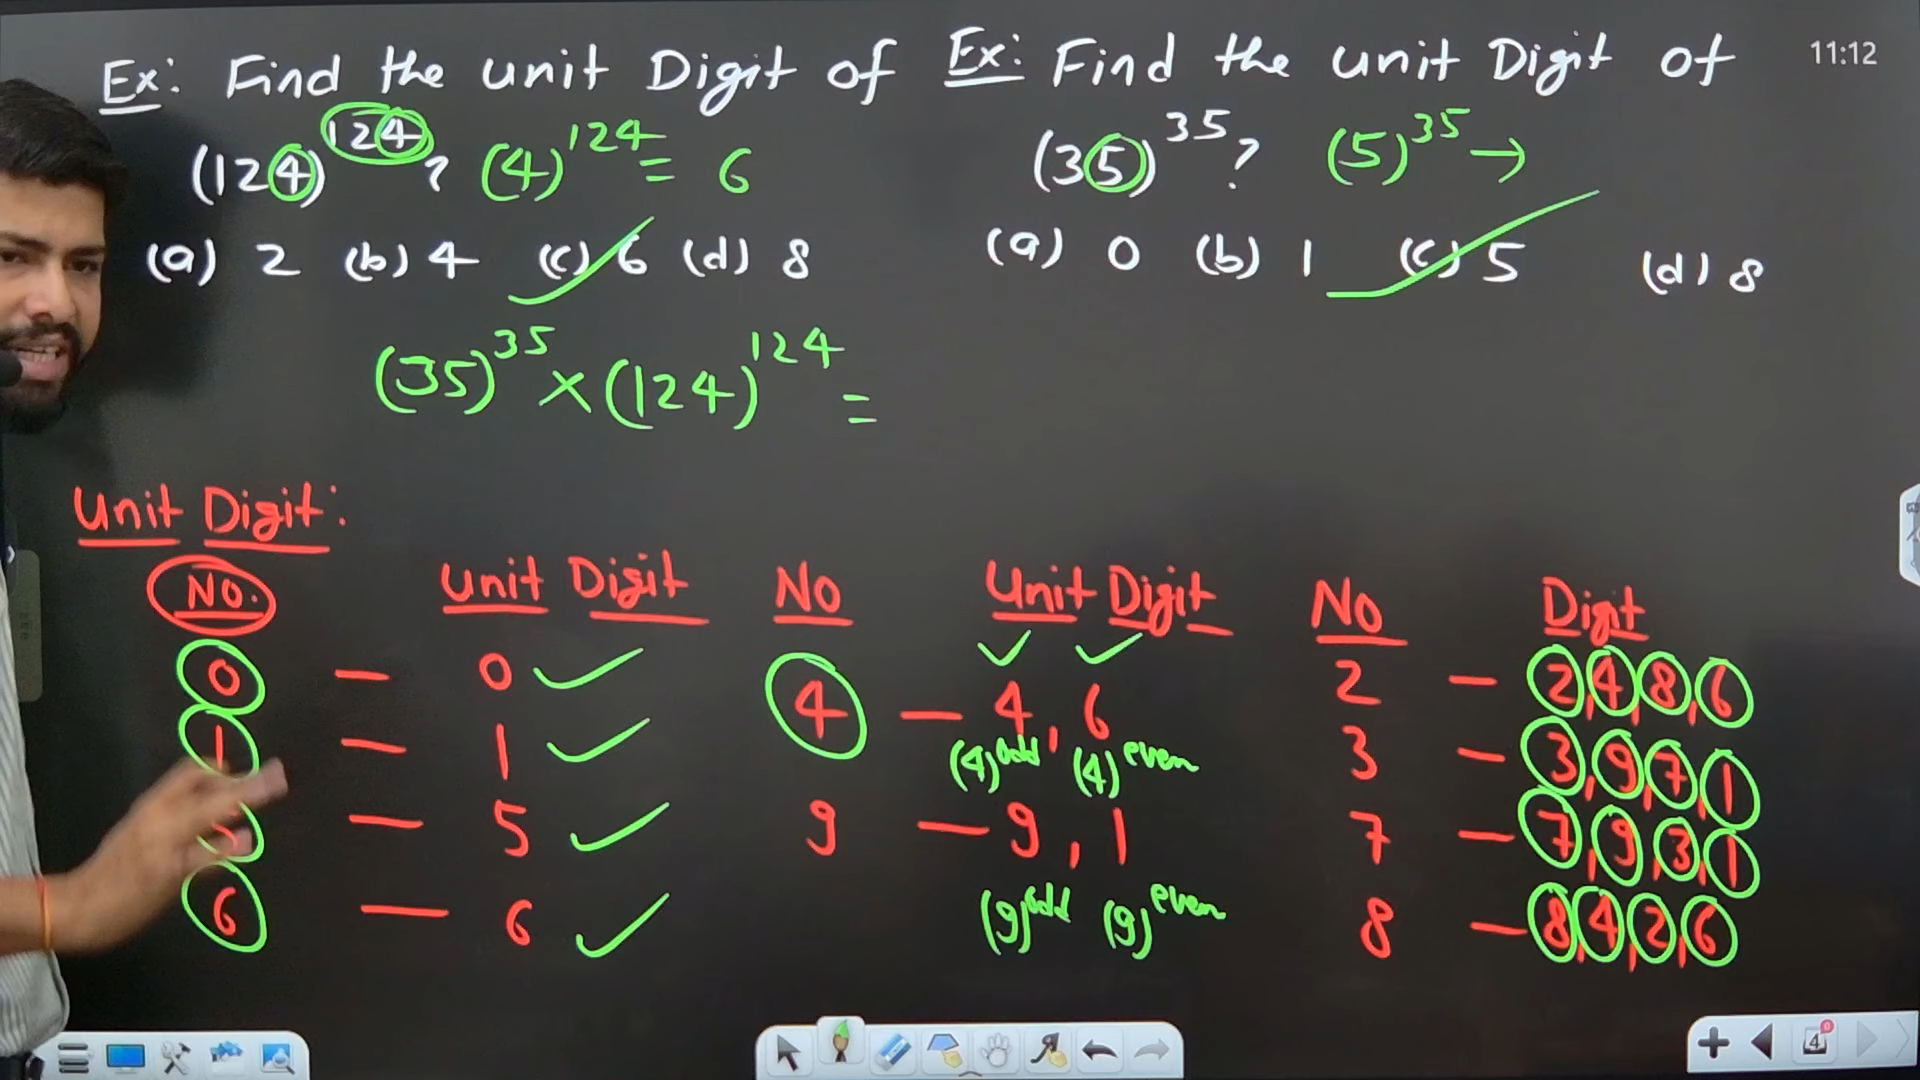 Ex: Find the unit Digit of
(124)^124? (4)^124 = 6
(a) 2 (b) 4 (c) 6 (d) 8
Ex: Find the unit Digit of
(35)^35? (5)^35 →
(a) 0 (b) 1 (c) 5 (d) 8
11:12
(35)^35 × (124)^124 =
Unit Digit:
NO. Unit Digit
0 — 0 ✓
1 — 1 ✓
— 5 ✓
6 — 6 ✓
No Unit Digit
✓ ✓
4 — 4, 6
(4)^odd (4)^even
9 — 9, 1
(9)^odd (9)^even
No Digit
2 — 2,4,8,6
3 — 3,9,7,1
7 — 7,9,3,1
8 — 8,4,2,6
4